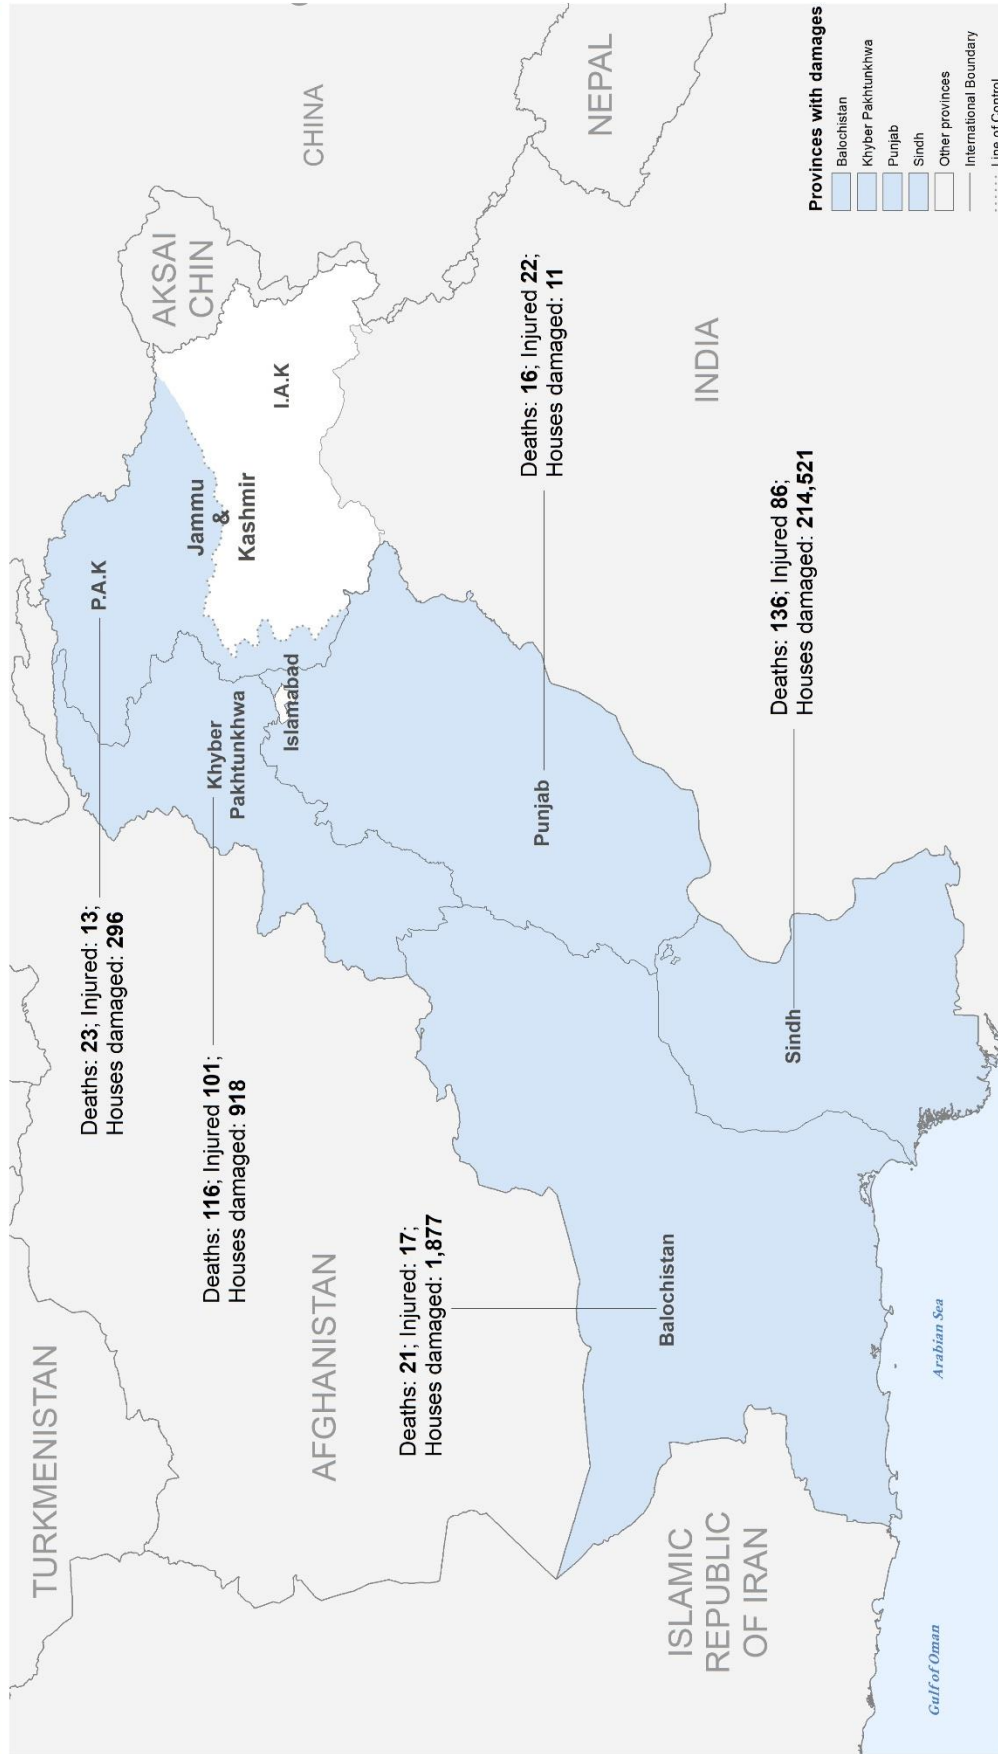 TURKMENISTAN
AFGHANISTAN
ISLAMIC
REPUBLIC
OF IRAN
Gulf of Oman
Arabian Sea
Deaths: 23; Injured: 13;
Houses damaged: 296
P.A.K
Deaths: 116; Injured 101;
Houses damaged: 918
Khyber
Pakhtunkhwa
Islamabad
Deaths: 21; Injured: 17;
Houses damaged: 1,877
Balochistan
Jammu
&
Kashmir
I.A.K
AKSAI
CHIN
CHINA
NEPAL
Punjab
Deaths: 16; Injured 22;
Houses damaged: 11
INDIA
Sindh
Deaths: 136; Injured 86;
Houses damaged: 214,521
Provinces with damages
Balochistan
Khyber Pakhtunkhwa
Punjab
Sindh
Other provinces
International Boundary
Line of Control